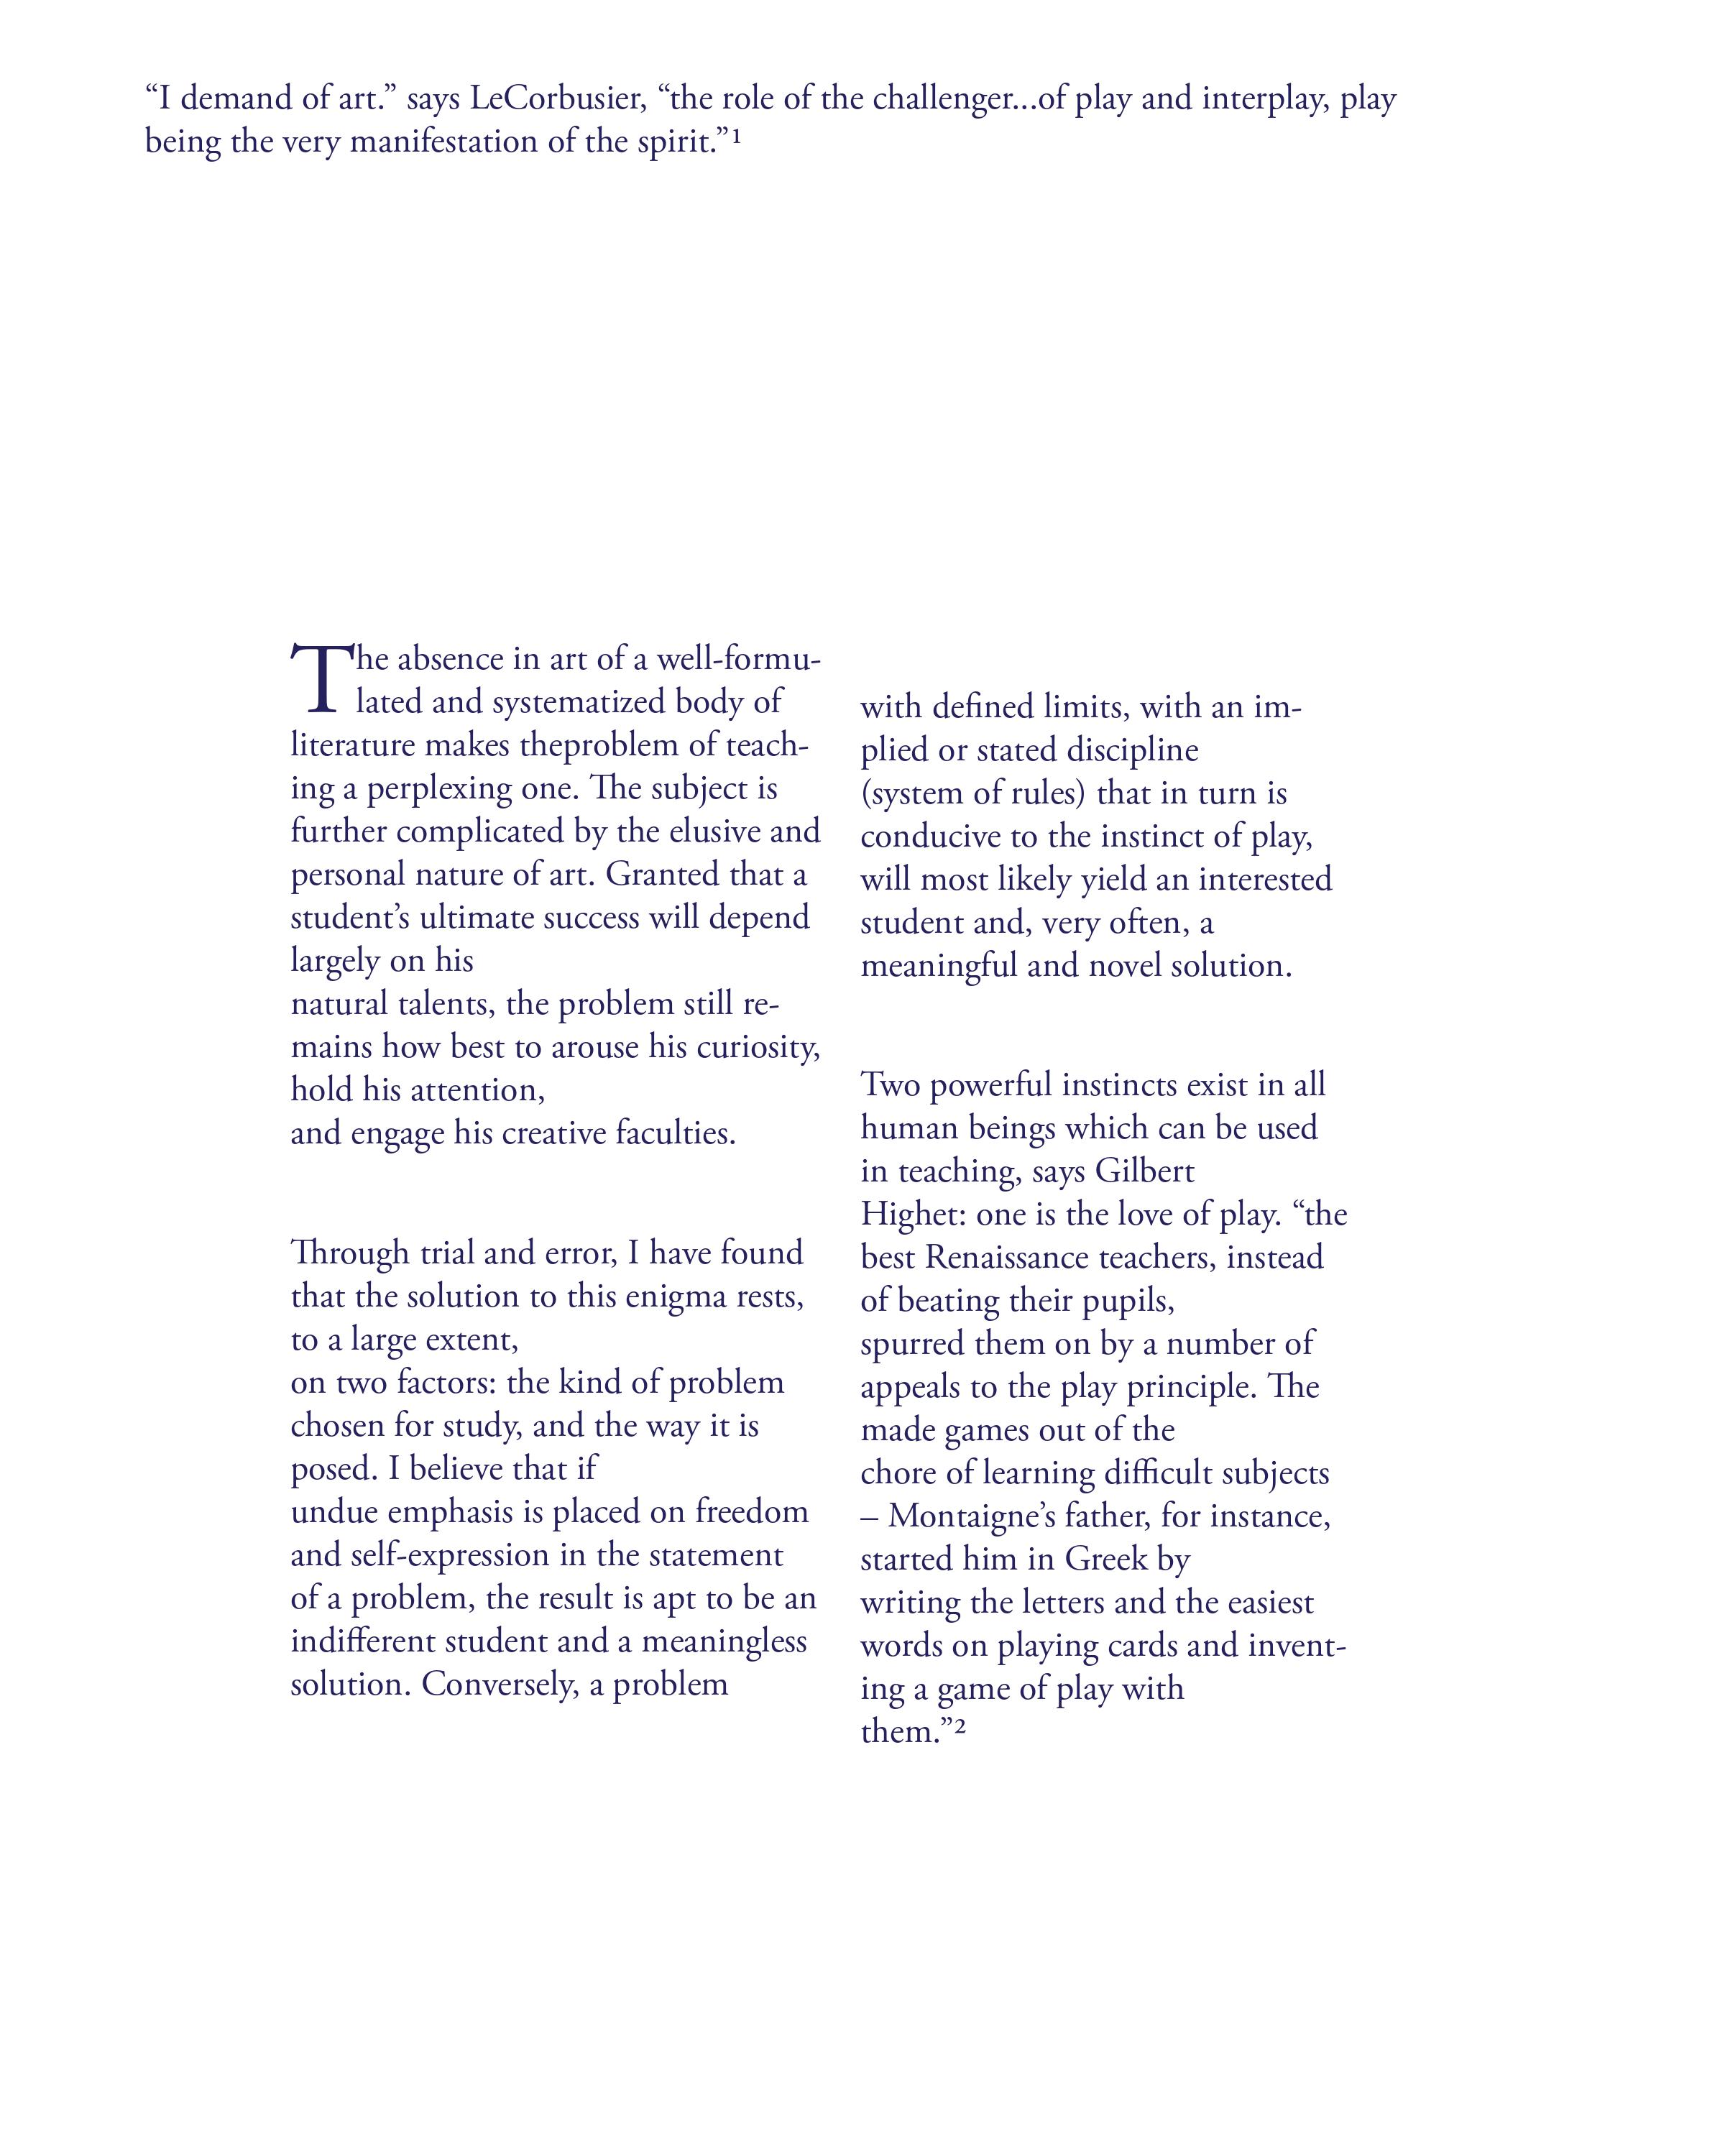 “I demand of art.” says LeCorbusier, “the role of the challenger...of play and interplay, play
being the very manifestation of the spirit.”¹
The absence in art of a well-formu-
lated and systematized body of
literature makes theproblem of teach-
ing a perplexing one. The subject is
further complicated by the elusive and
personal nature of art. Granted that a
student’s ultimate success will depend
largely on his
natural talents, the problem still re-
mains how best to arouse his curiosity,
hold his attention,
and engage his creative faculties.
Through trial and error, I have found
that the solution to this enigma rests,
to a large extent,
on two factors: the kind of problem
chosen for study, and the way it is
posed. I believe that if
undue emphasis is placed on freedom
and self-expression in the statement
of a problem, the result is apt to be an
indifferent student and a meaningless
solution. Conversely, a problem
with defined limits, with an im-
plied or stated discipline
(system of rules) that in turn is
conducive to the instinct of play,
will most likely yield an interested
student and, very often, a
meaningful and novel solution.
Two powerful instincts exist in all
human beings which can be used
in teaching, says Gilbert
Highet: one is the love of play. “the
best Renaissance teachers, instead
of beating their pupils,
spurred them on by a number of
appeals to the play principle. The
made games out of the
chore of learning difficult subjects
– Montaigne’s father, for instance,
started him in Greek by
writing the letters and the easiest
words on playing cards and invent-
ing a game of play with
them.”²